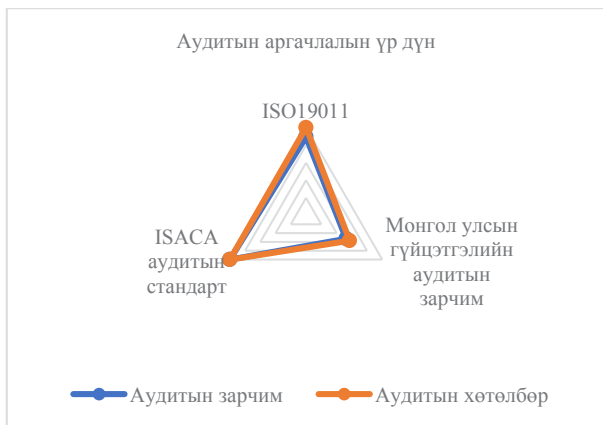 Аудитын аргачлалын үр дүн
ISO19011
ISACA
аудитын
стандарт
Монгол улсын
гүйцэтгэлийн
аудитын
зарчим
Аудитын зарчим
Аудитын хөтөлбөр